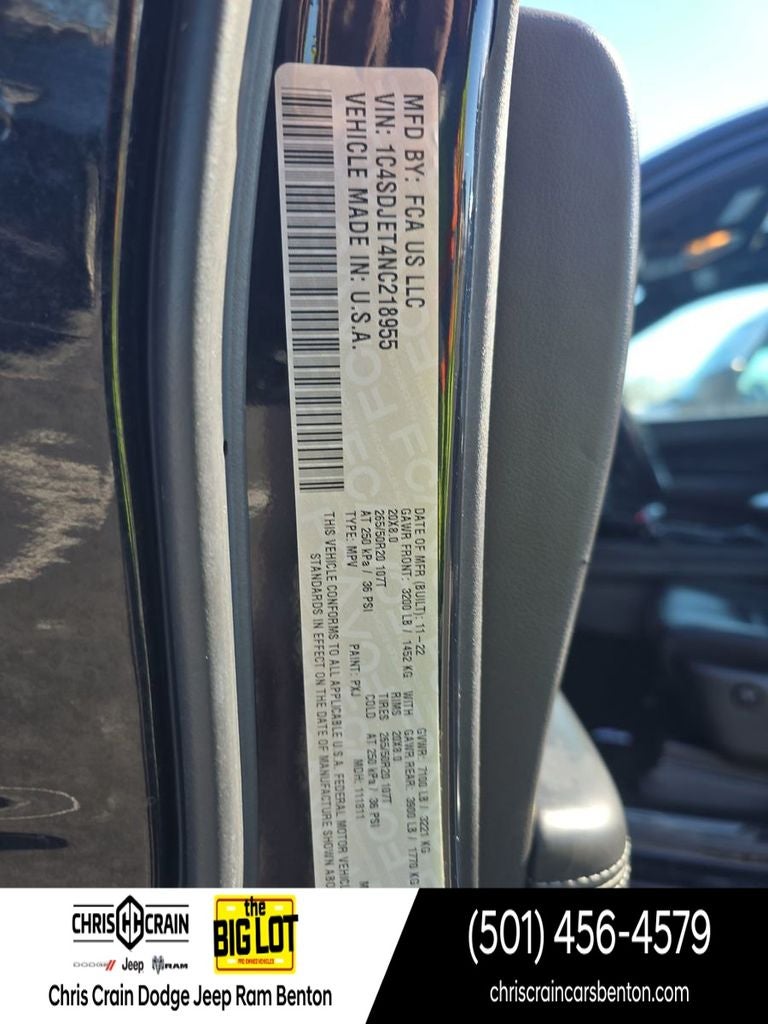 MFD BY: FCA US LLC
VIN: 1C4SDJET4NC218955
VEHICLE MADE IN: U.S.A.
DATE OF MFR (BUILT): 11-22 GVWR: 7100 LB / 3221 KG
GAWR FRONT: 3200 LB / 1452 KG WITH GAWR REAR: 3900 LB / 1770 KG
20X8.0 RIMS 20X8.0
265/50R20 107T TIRES 265/50R20 107T
AT 250 kPa / 36 PSI COLD AT 250 kPa / 36 PSI
TYPE: MPV PAINT: PXJ MDH: 111811
THIS VEHICLE CONFORMS TO ALL APPLICABLE U.S.A. FEDERAL MOTOR VEHIC
STANDARDS IN EFFECT ON THE DATE OF MANUFACTURE SHOWN ABO
CHRIS CRAIN
DODGE Jeep RAM
the
BIG LOT
PRE-OWNED VEHICLES
Chris Crain Dodge Jeep Ram Benton
(501) 456-4579
chriscraincarsbenton.com